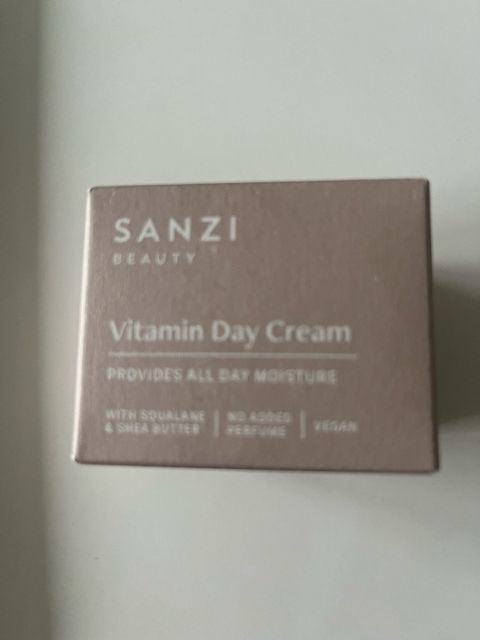 SANZI
BEAUTY
Vitamin Day Cream
PROVIDES ALL DAY MOISTURE
WITH SQUALANE | NO ADDED | VEGAN
& SHEA BUTTER | PERFUME